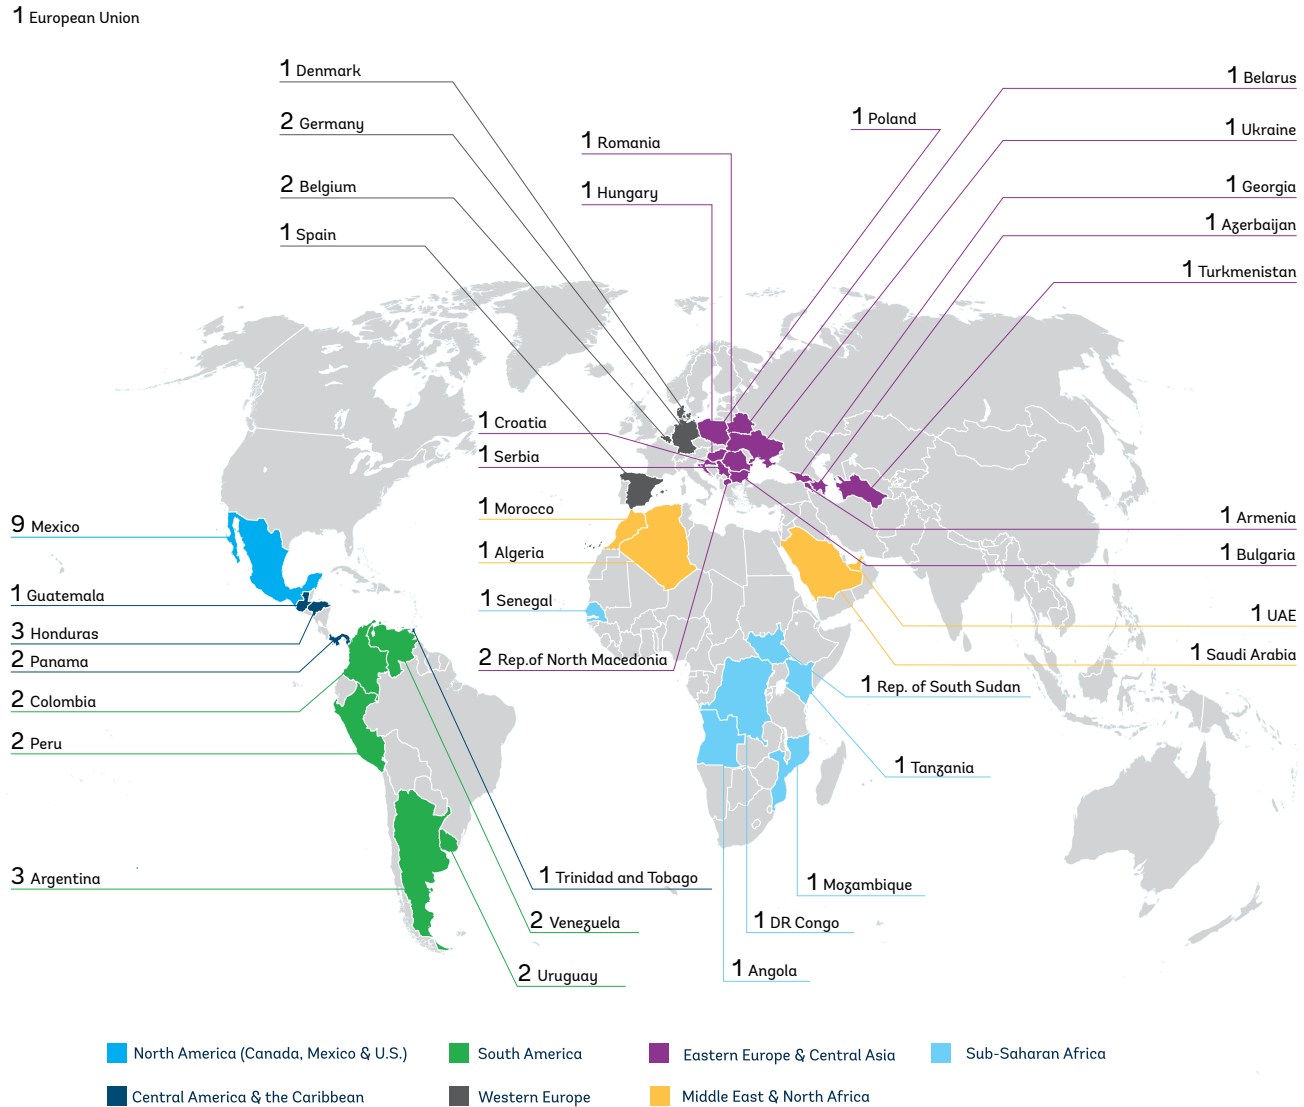 1 European Union
1 Denmark
2 Germany
2 Belgium
1 Spain
1 Romania
1 Hungary
1 Poland
1 Belarus
1 Ukraine
1 Georgia
1 Azerbaijan
1 Turkmenistan
1 Croatia
1 Serbia
1 Morocco
1 Algeria
1 Senegal
2 Rep.of North Macedonia
9 Mexico
1 Guatemala
3 Honduras
2 Panama
2 Colombia
2 Peru
3 Argentina
1 Armenia
1 Bulgaria
1 UAE
1 Saudi Arabia
1 Rep. of South Sudan
1 Tanzania
1 Mozambique
1 DR Congo
1 Angola
1 Trinidad and Tobago
2 Venezuela
2 Uruguay
North America (Canada, Mexico & U.S.)
South America
Eastern Europe & Central Asia
Sub-Saharan Africa
Central America & the Caribbean
Western Europe
Middle East & North Africa